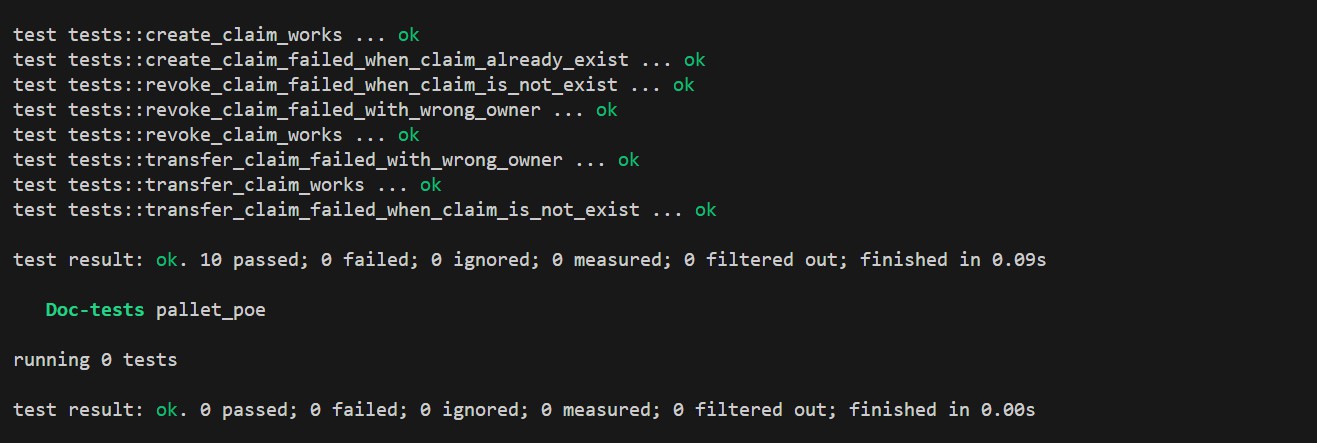 test tests::create_claim_works ... ok
test tests::create_claim_failed_when_claim_already_exist ... ok
test tests::revoke_claim_failed_when_claim_is_not_exist ... ok
test tests::revoke_claim_failed_with_wrong_owner ... ok
test tests::revoke_claim_works ... ok
test tests::transfer_claim_failed_with_wrong_owner ... ok
test tests::transfer_claim_works ... ok
test tests::transfer_claim_failed_when_claim_is_not_exist ... ok
test result: ok. 10 passed; 0 failed; 0 ignored; 0 measured; 0 filtered out; finished in 0.09s
Doc-tests pallet_poe
running 0 tests
test result: ok. 0 passed; 0 failed; 0 ignored; 0 measured; 0 filtered out; finished in 0.00s